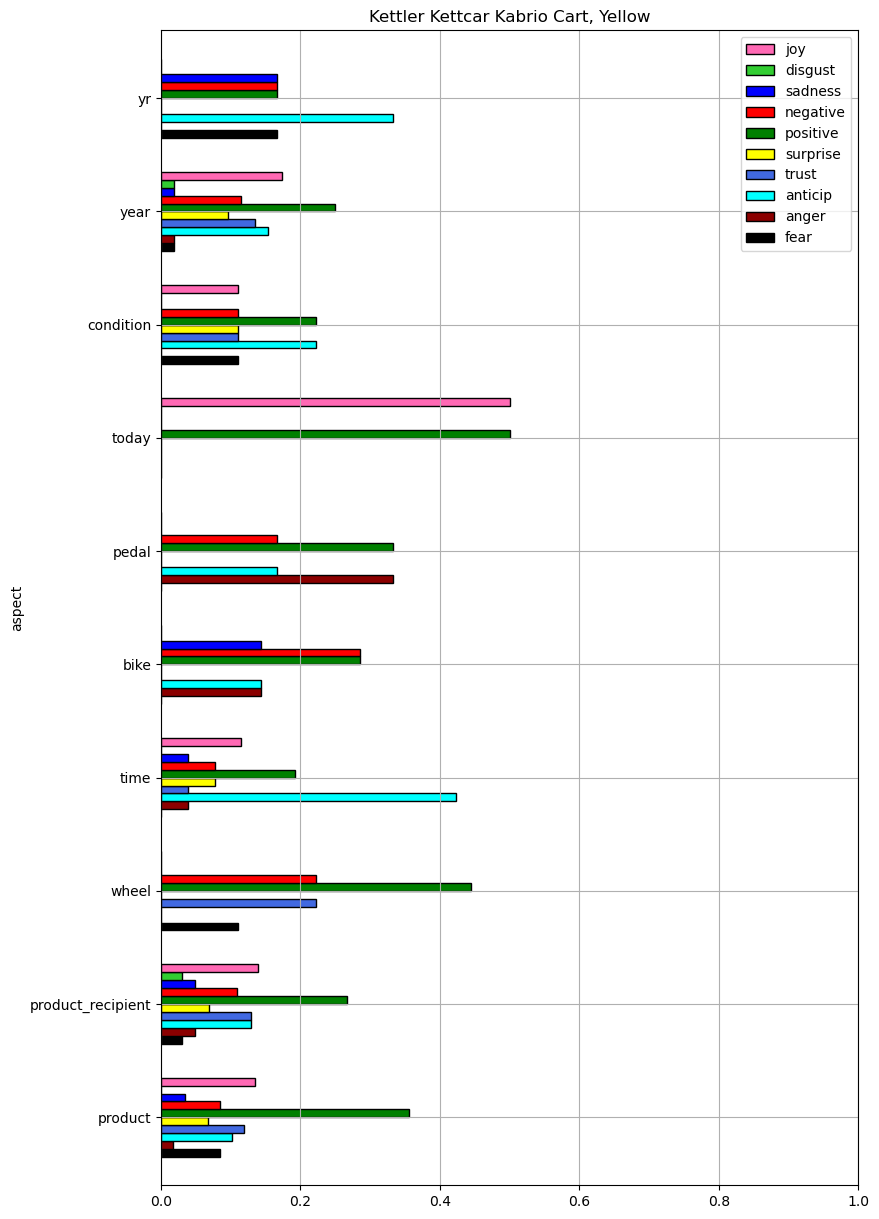 Kettler Kettcar Kabrio Cart, Yellow
joy
disgust
sadness
negative
positive
surprise
trust
anticip
anger
fear
yr
year
condition
today
pedal
bike
time
wheel
product_recipient
product
aspect
0.0 0.2 0.4 0.6 0.8 1.0